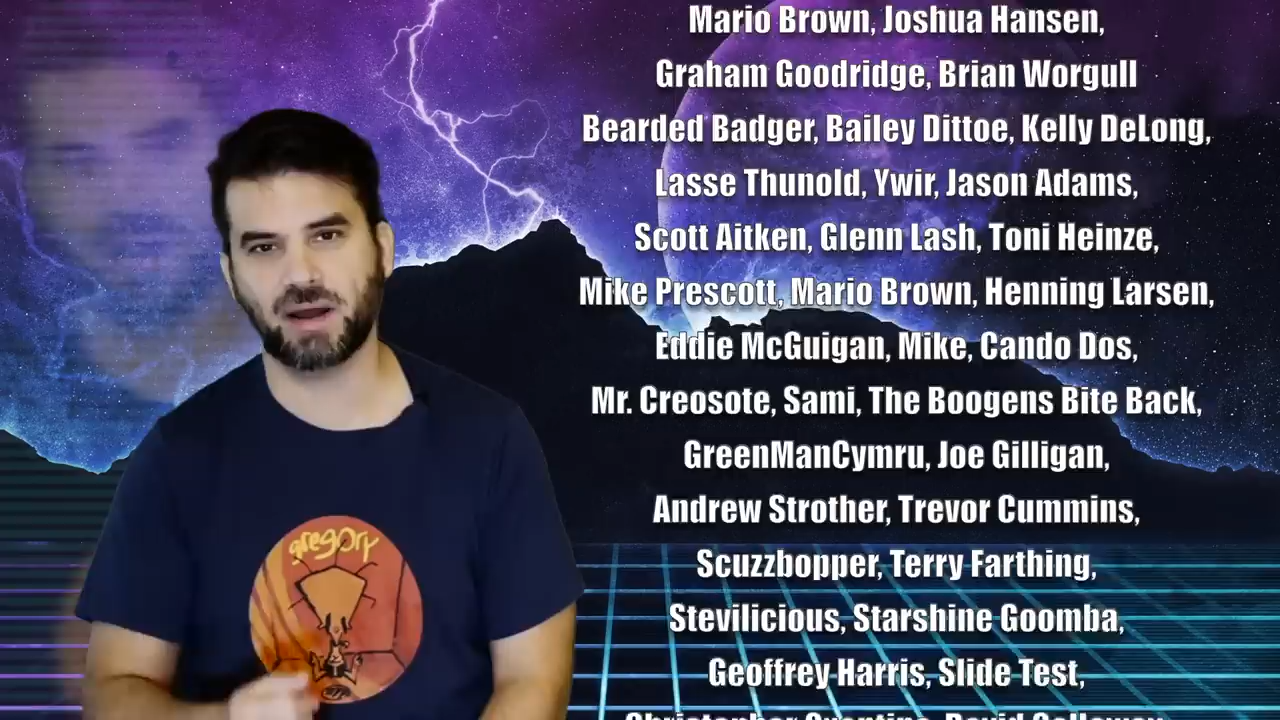 Mario Brown, Joshua Hansen,
Graham Goodridge, Brian Worgull
Bearded Badger, Bailey Dittoe, Kelly DeLong,
Lasse Thunold, Ywir, Jason Adams,
Scott Aitken, Glenn Lash, Toni Heinze,
Mike Prescott, Mario Brown, Henning Larsen,
Eddie McGuigan, Mike, Cando Dos,
Mr. Creosote, Sami, The Boogens Bite Back,
GreenManCymru, Joe Gilligan,
Andrew Strother, Trevor Cummins,
Scuzzbopper, Terry Farthing,
Stevilicious, Starshine Goomba,
Geoffrey Harris, Slide Test,
gregory